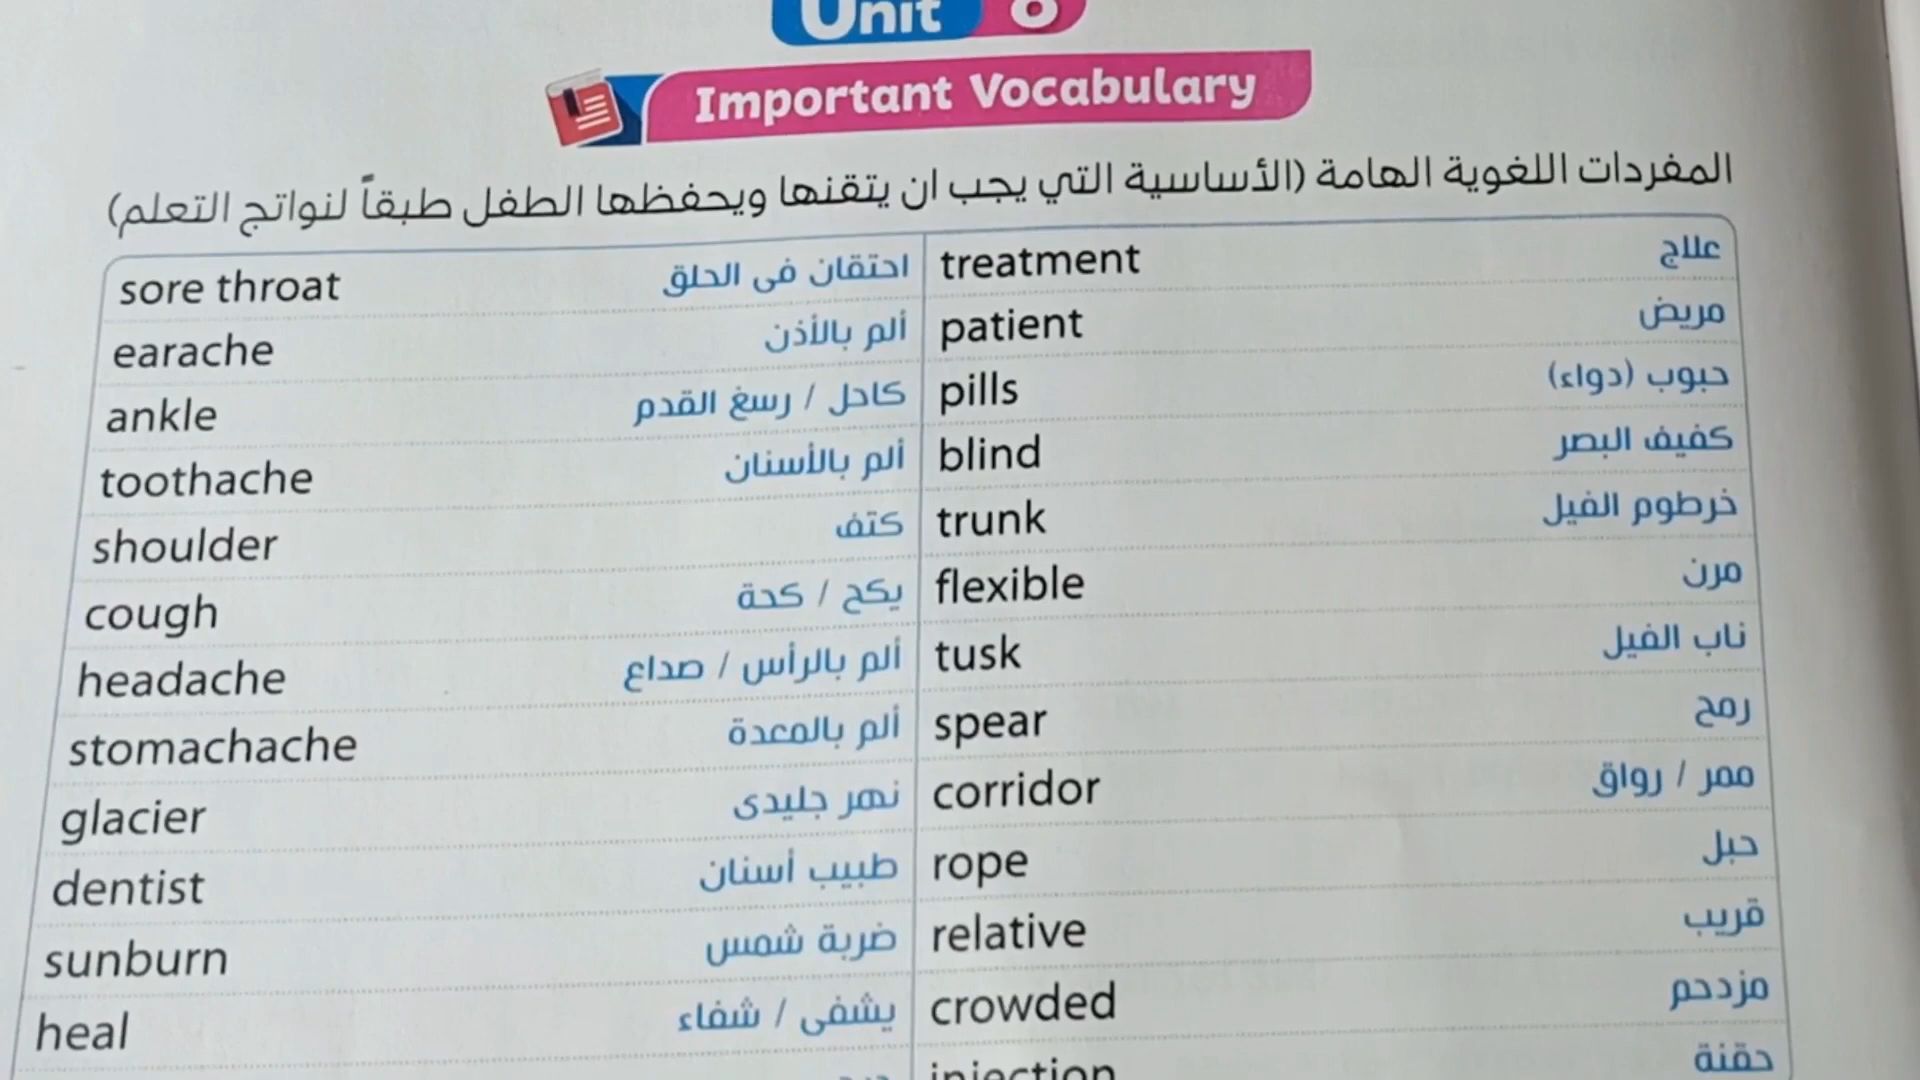 Unit 8
Important Vocabulary
المفردات اللغوية الهامة (الأساسية التي يجب ان يتقنها ويحفظها الطفل طبقاً لنواتج التعلم)
sore throat احتقان فى الحلق treatment علاج
earache ألم بالأذن patient مريض
ankle كاحل / رسغ القدم pills حبوب (دواء)
toothache ألم بالأسنان blind كفيف البصر
shoulder كتف trunk خرطوم الفيل
cough يكح / كحة flexible مرن
headache ألم بالرأس / صداع tusk ناب الفيل
stomachache ألم بالمعدة spear رمح
glacier نهر جليدى corridor ممر / رواق
dentist طبيب أسنان rope حبل
sunburn ضربة شمس relative قريب
heal يشفى / شفاء crowded مزدحم
injection حقنة